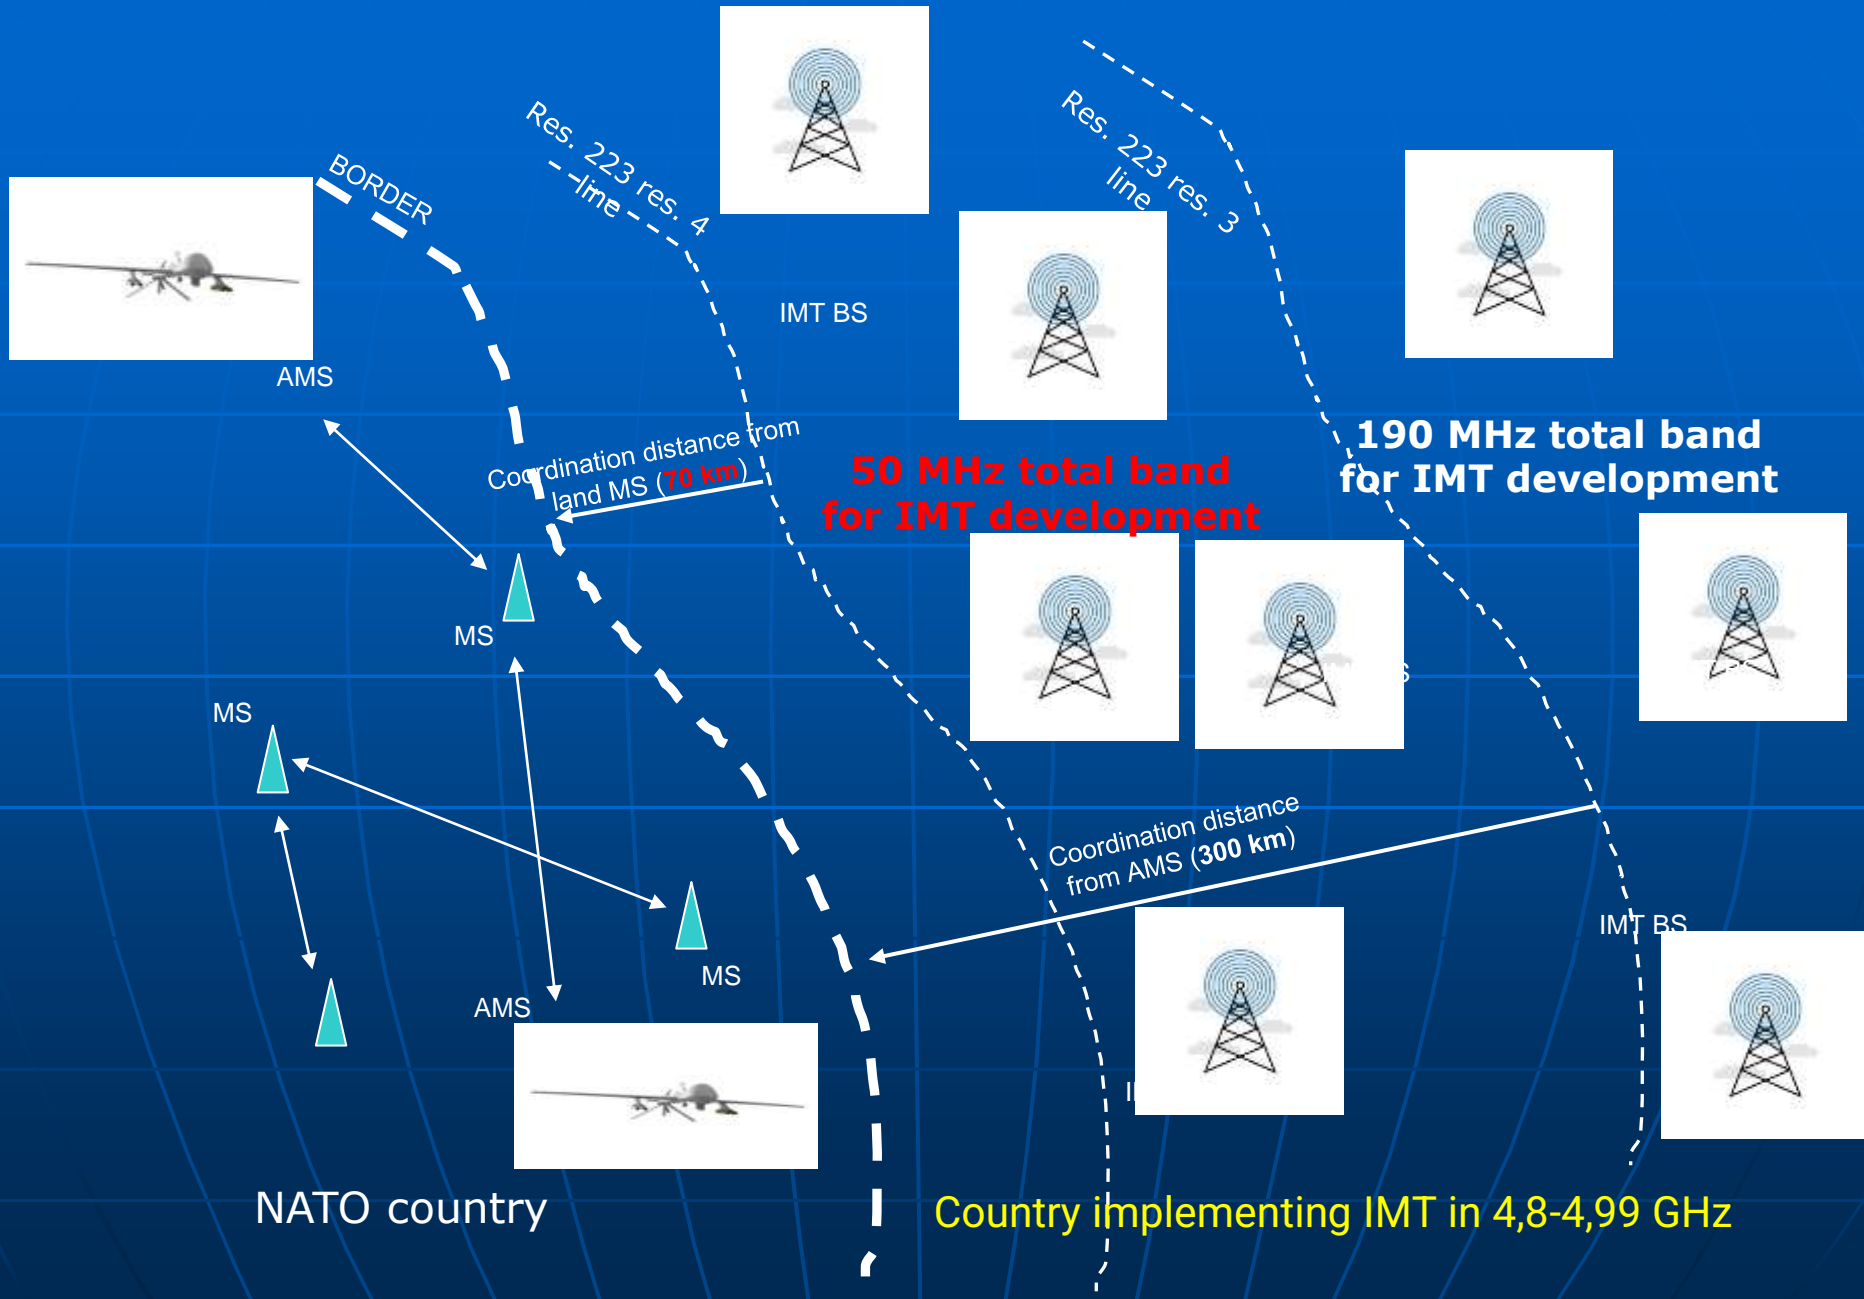 Res. 223 res. 4
line
Res. 223 res. 3
line
BORDER
IMT BS
AMS
Coordination distance from
land MS (70 km)
50 MHz total band
for IMT development
190 MHz total band
for IMT development
MS
MS
Coordination distance
from AMS (300 km)
IMT BS
MS
AMS
NATO country
Country implementing IMT in 4,8-4,99 GHz